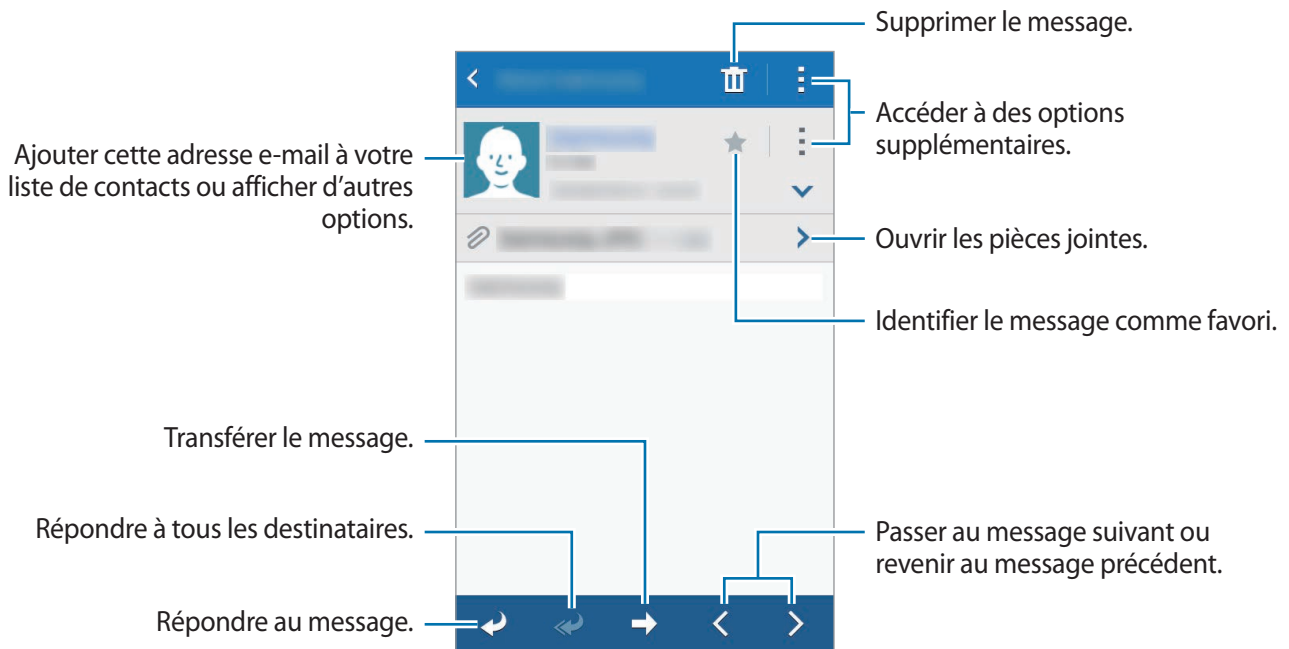 Supprimer le message.
Accéder à des options
supplémentaires.
Ajouter cette adresse e-mail à votre
liste de contacts ou afficher d'autres
options.
Ouvrir les pièces jointes.
Identifier le message comme favori.
Transférer le message.
Répondre à tous les destinataires.
Passer au message suivant ou
revenir au message précédent.
Répondre au message.